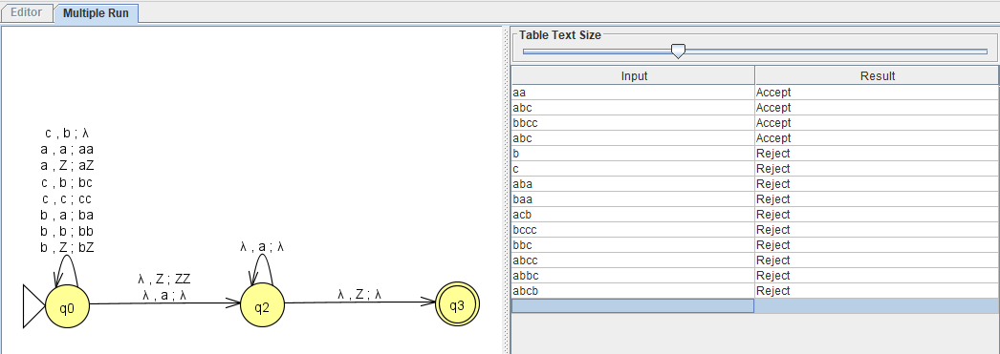 Editor
Multiple Run
c , b ; λ
a , a ; aa
a , Z ; aZ
c , b ; bc
c , c ; cc
b , a ; ba
b , b ; bb
b , Z ; bZ
λ , a ; λ
λ , Z ; ZZ
λ , a ; λ
λ , Z ; λ
q0
q2
q3
Table Text Size
Input Result
aa Accept
abc Accept
bbcc Accept
abc Accept
b Reject
c Reject
aba Reject
baa Reject
acb Reject
bccc Reject
bbc Reject
abcc Reject
abbc Reject
abcb Reject